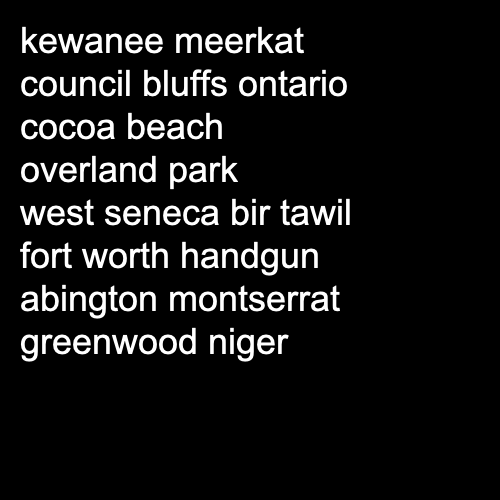 kewanee meerkat
council bluffs ontario
cocoa beach
overland park
west seneca bir tawil
fort worth handgun
abington montserrat
greenwood niger